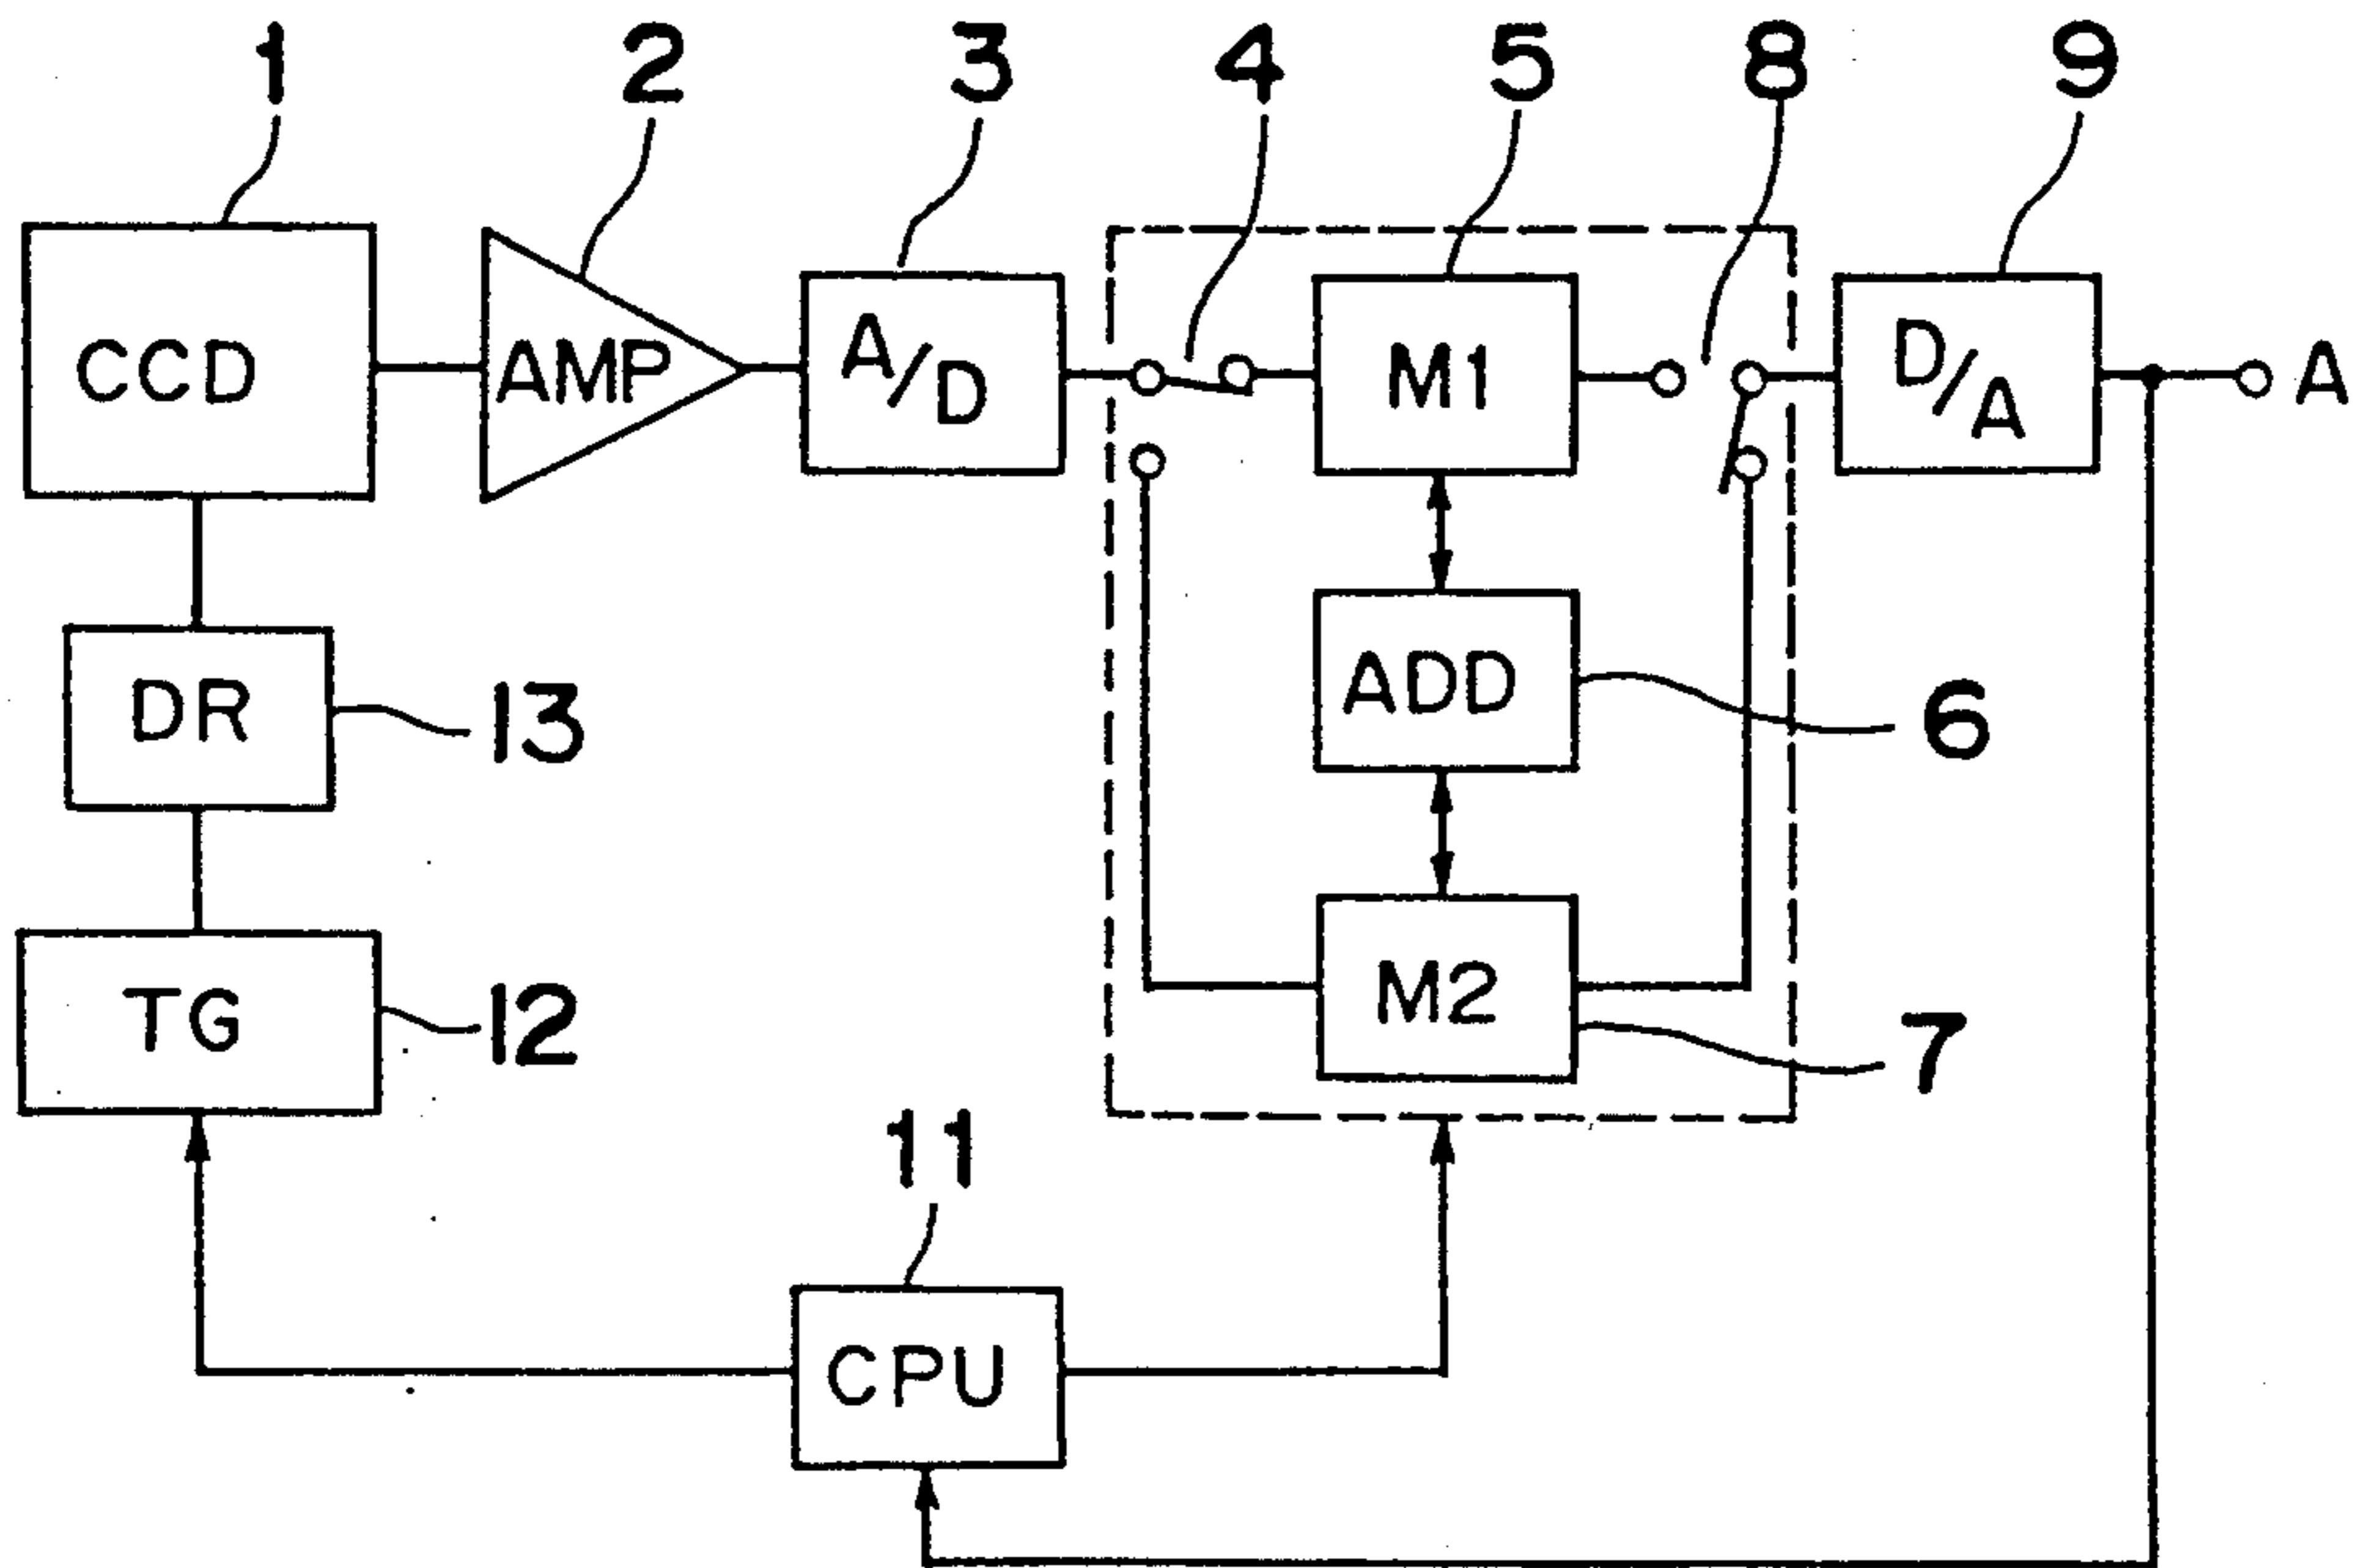 1 2 3 4 5 8 9
CCD AMP A/D M1 D/A A
DR 13 ADD 6
TG 12 M2 7
11
CPU